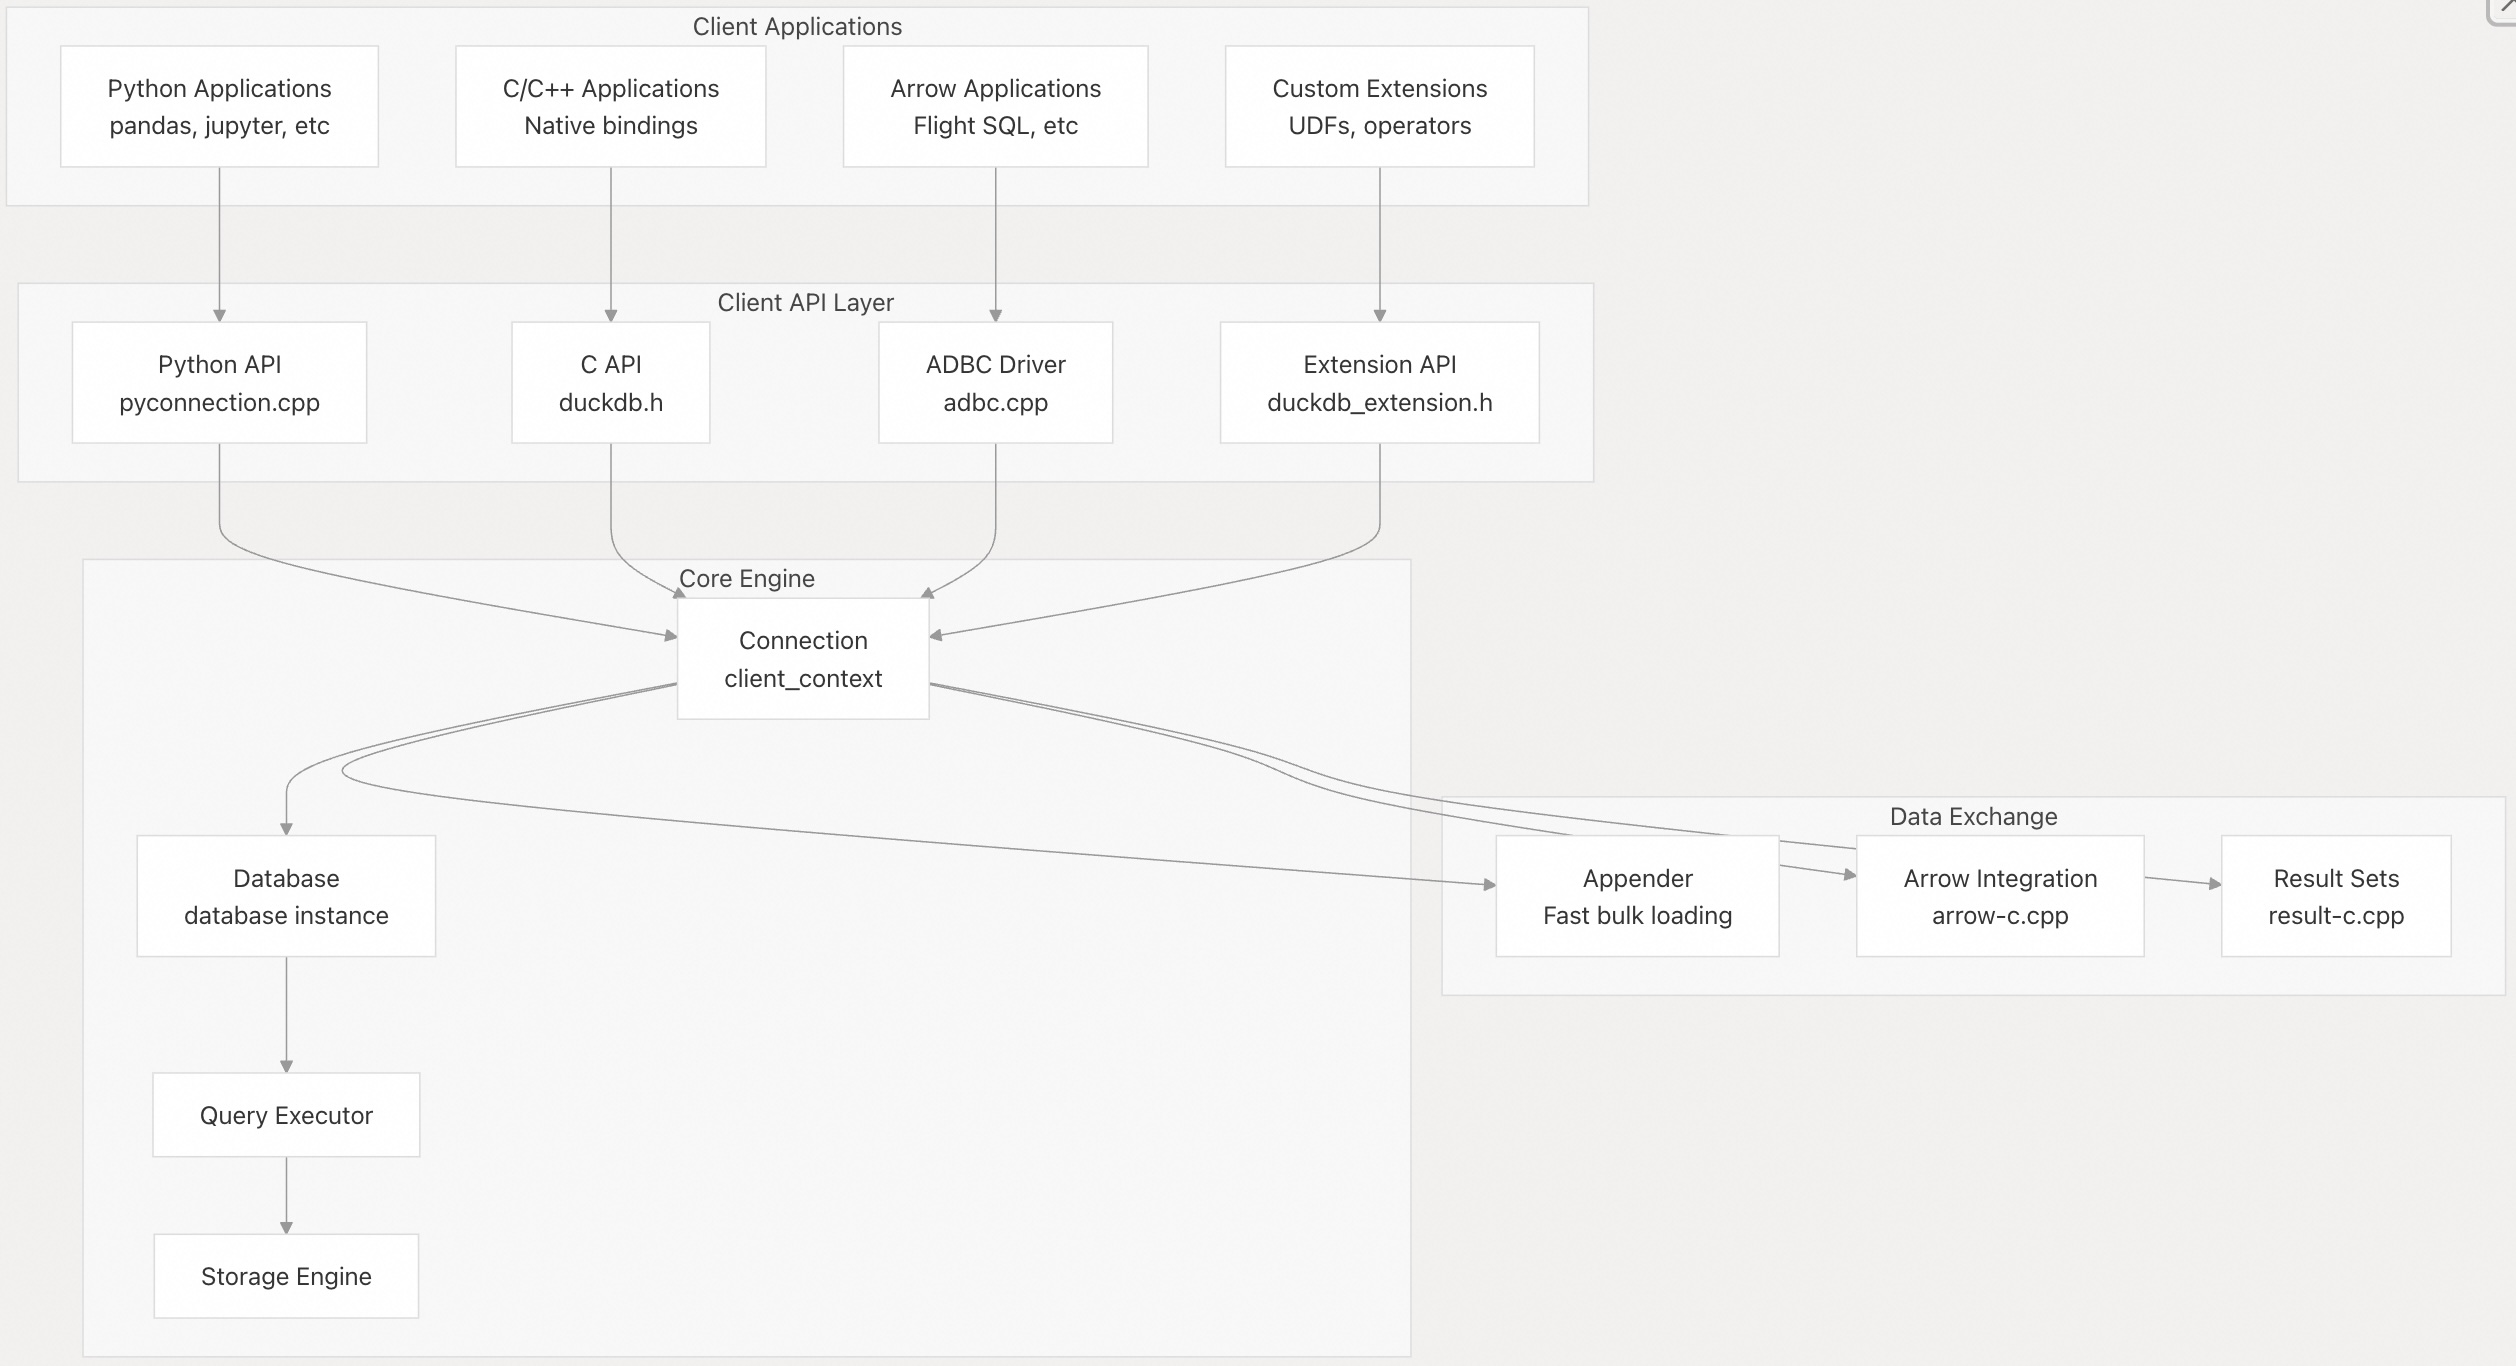 Client Applications
Python Applications
pandas, jupyter, etc
C/C++ Applications
Native bindings
Arrow Applications
Flight SQL, etc
Custom Extensions
UDFs, operators
Client API Layer
Python API
pyconnection.cpp
C API
duckdb.h
ADBC Driver
adbc.cpp
Extension API
duckdb_extension.h
Core Engine
Connection
client_context
Database
database instance
Query Executor
Storage Engine
Data Exchange
Appender
Fast bulk loading
Arrow Integration
arrow-c.cpp
Result Sets
result-c.cpp